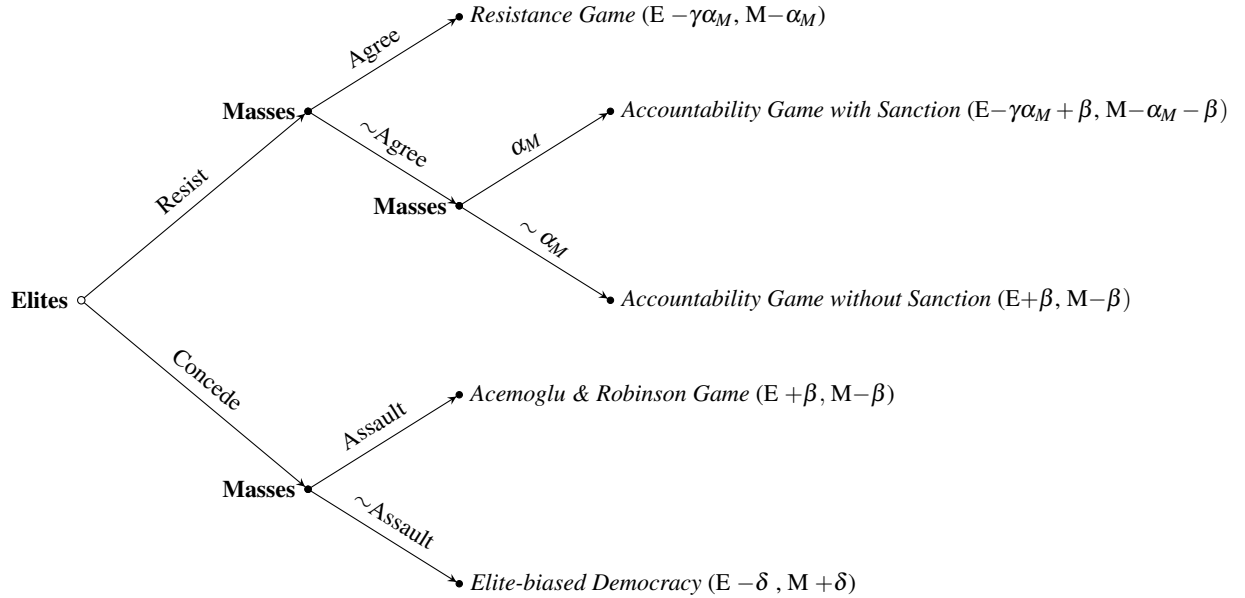 Resistance Game (E −γα_M, M−α_M)
Agree
Masses
Accountability Game with Sanction (E−γα_M + β, M−α_M − β)
∼Agree
α_M
Resist
Masses
∼ α_M
Elites
Accountability Game without Sanction (E+β, M−β)
Concede
Acemoglu & Robinson Game (E +β, M−β)
Assault
Masses
∼Assault
Elite-biased Democracy (E −δ , M +δ)